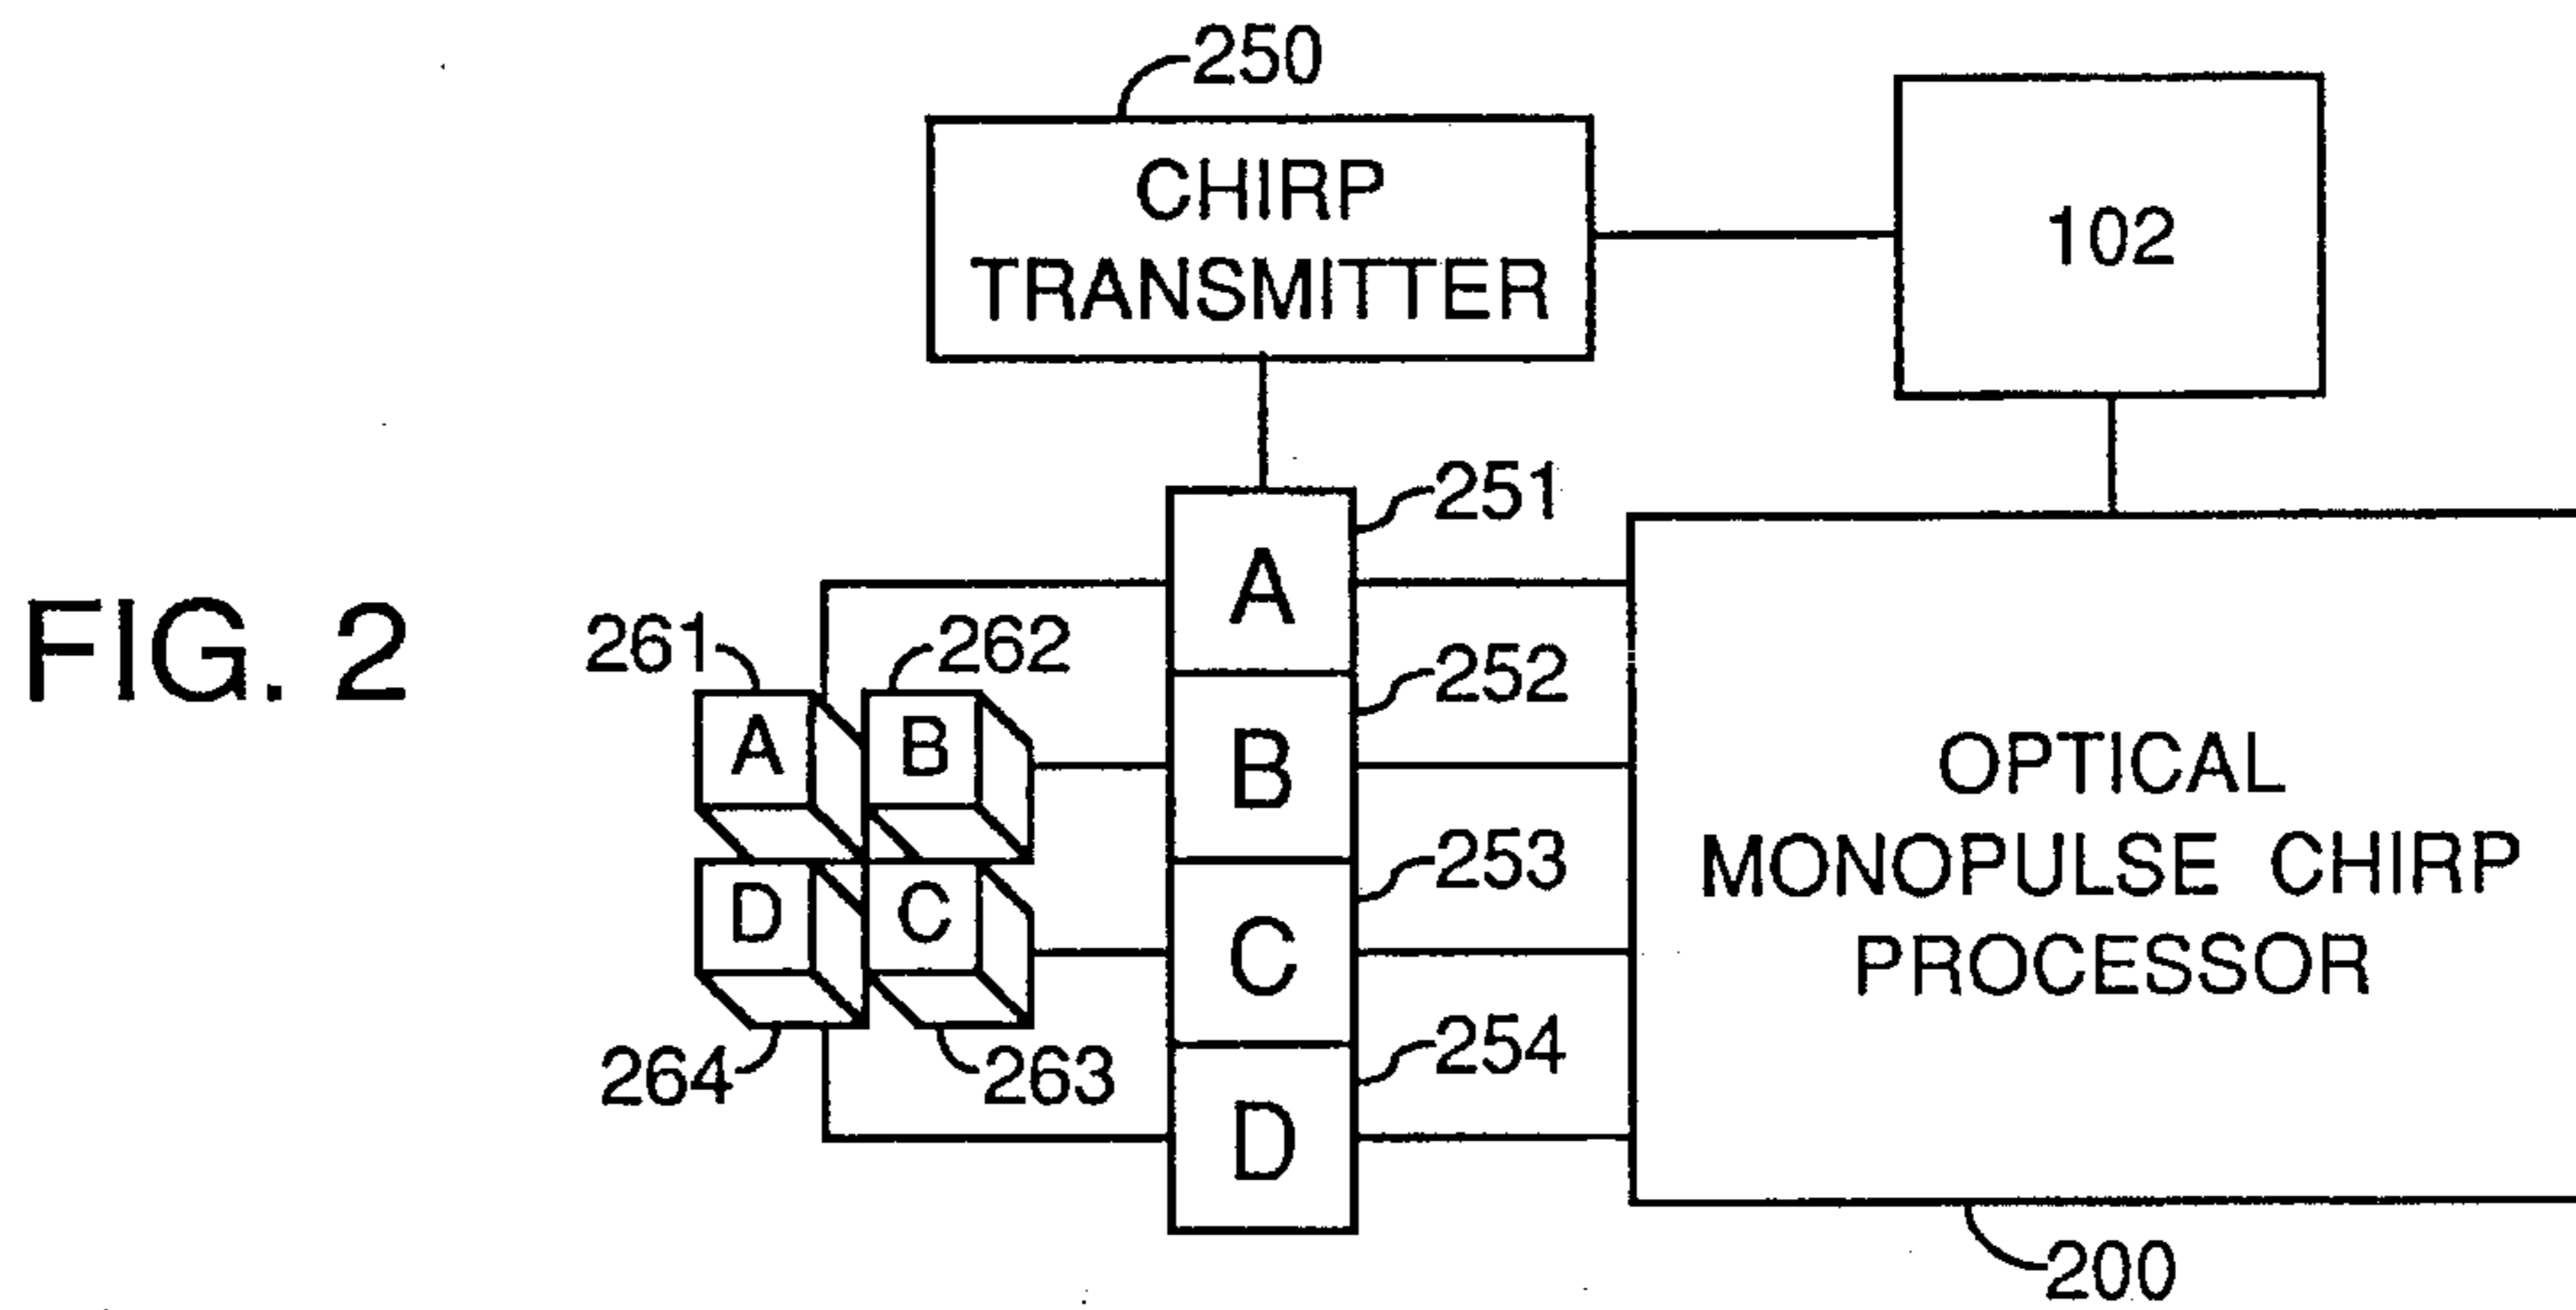 250
CHIRP
TRANSMITTER
102
251
A
FIG. 2
261
262
252
A
B
B
OPTICAL
MONOPULSE CHIRP
PROCESSOR
253
D
C
C
264
263
254
D
200